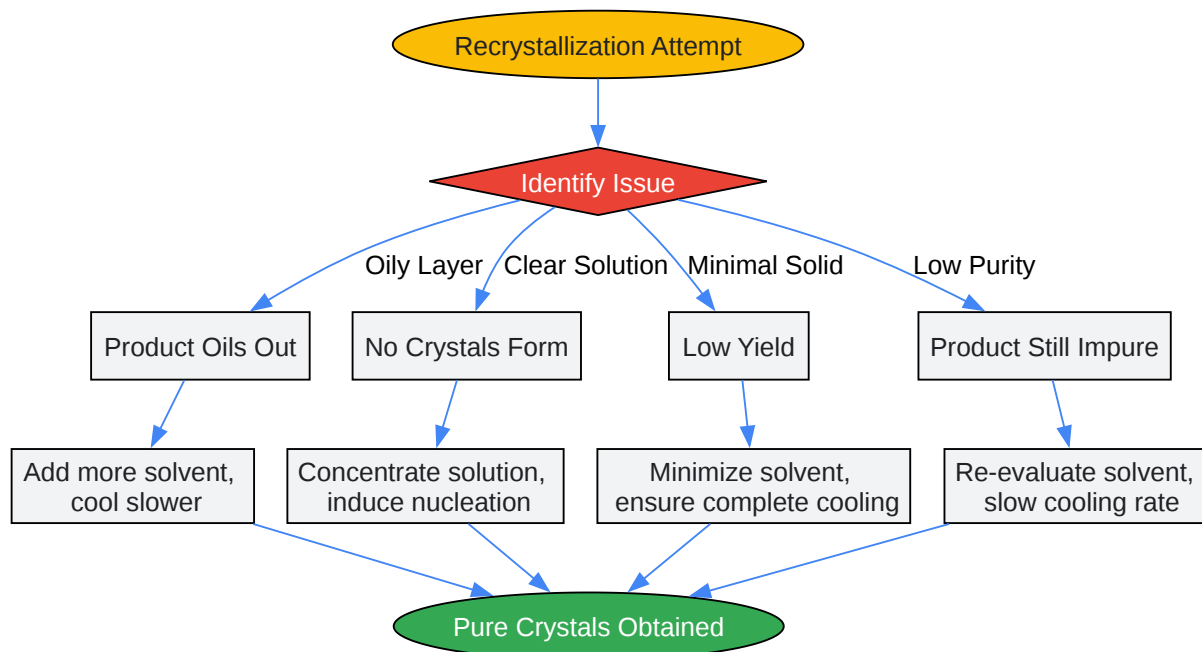 Recrystallization Attempt
Identify Issue
Oily Layer
Clear Solution
Minimal Solid
Low Purity
Product Oils Out
No Crystals Form
Low Yield
Product Still Impure
Add more solvent,
cool slower
Concentrate solution,
induce nucleation
Minimize solvent,
ensure complete cooling
Re-evaluate solvent,
slow cooling rate
Pure Crystals Obtained